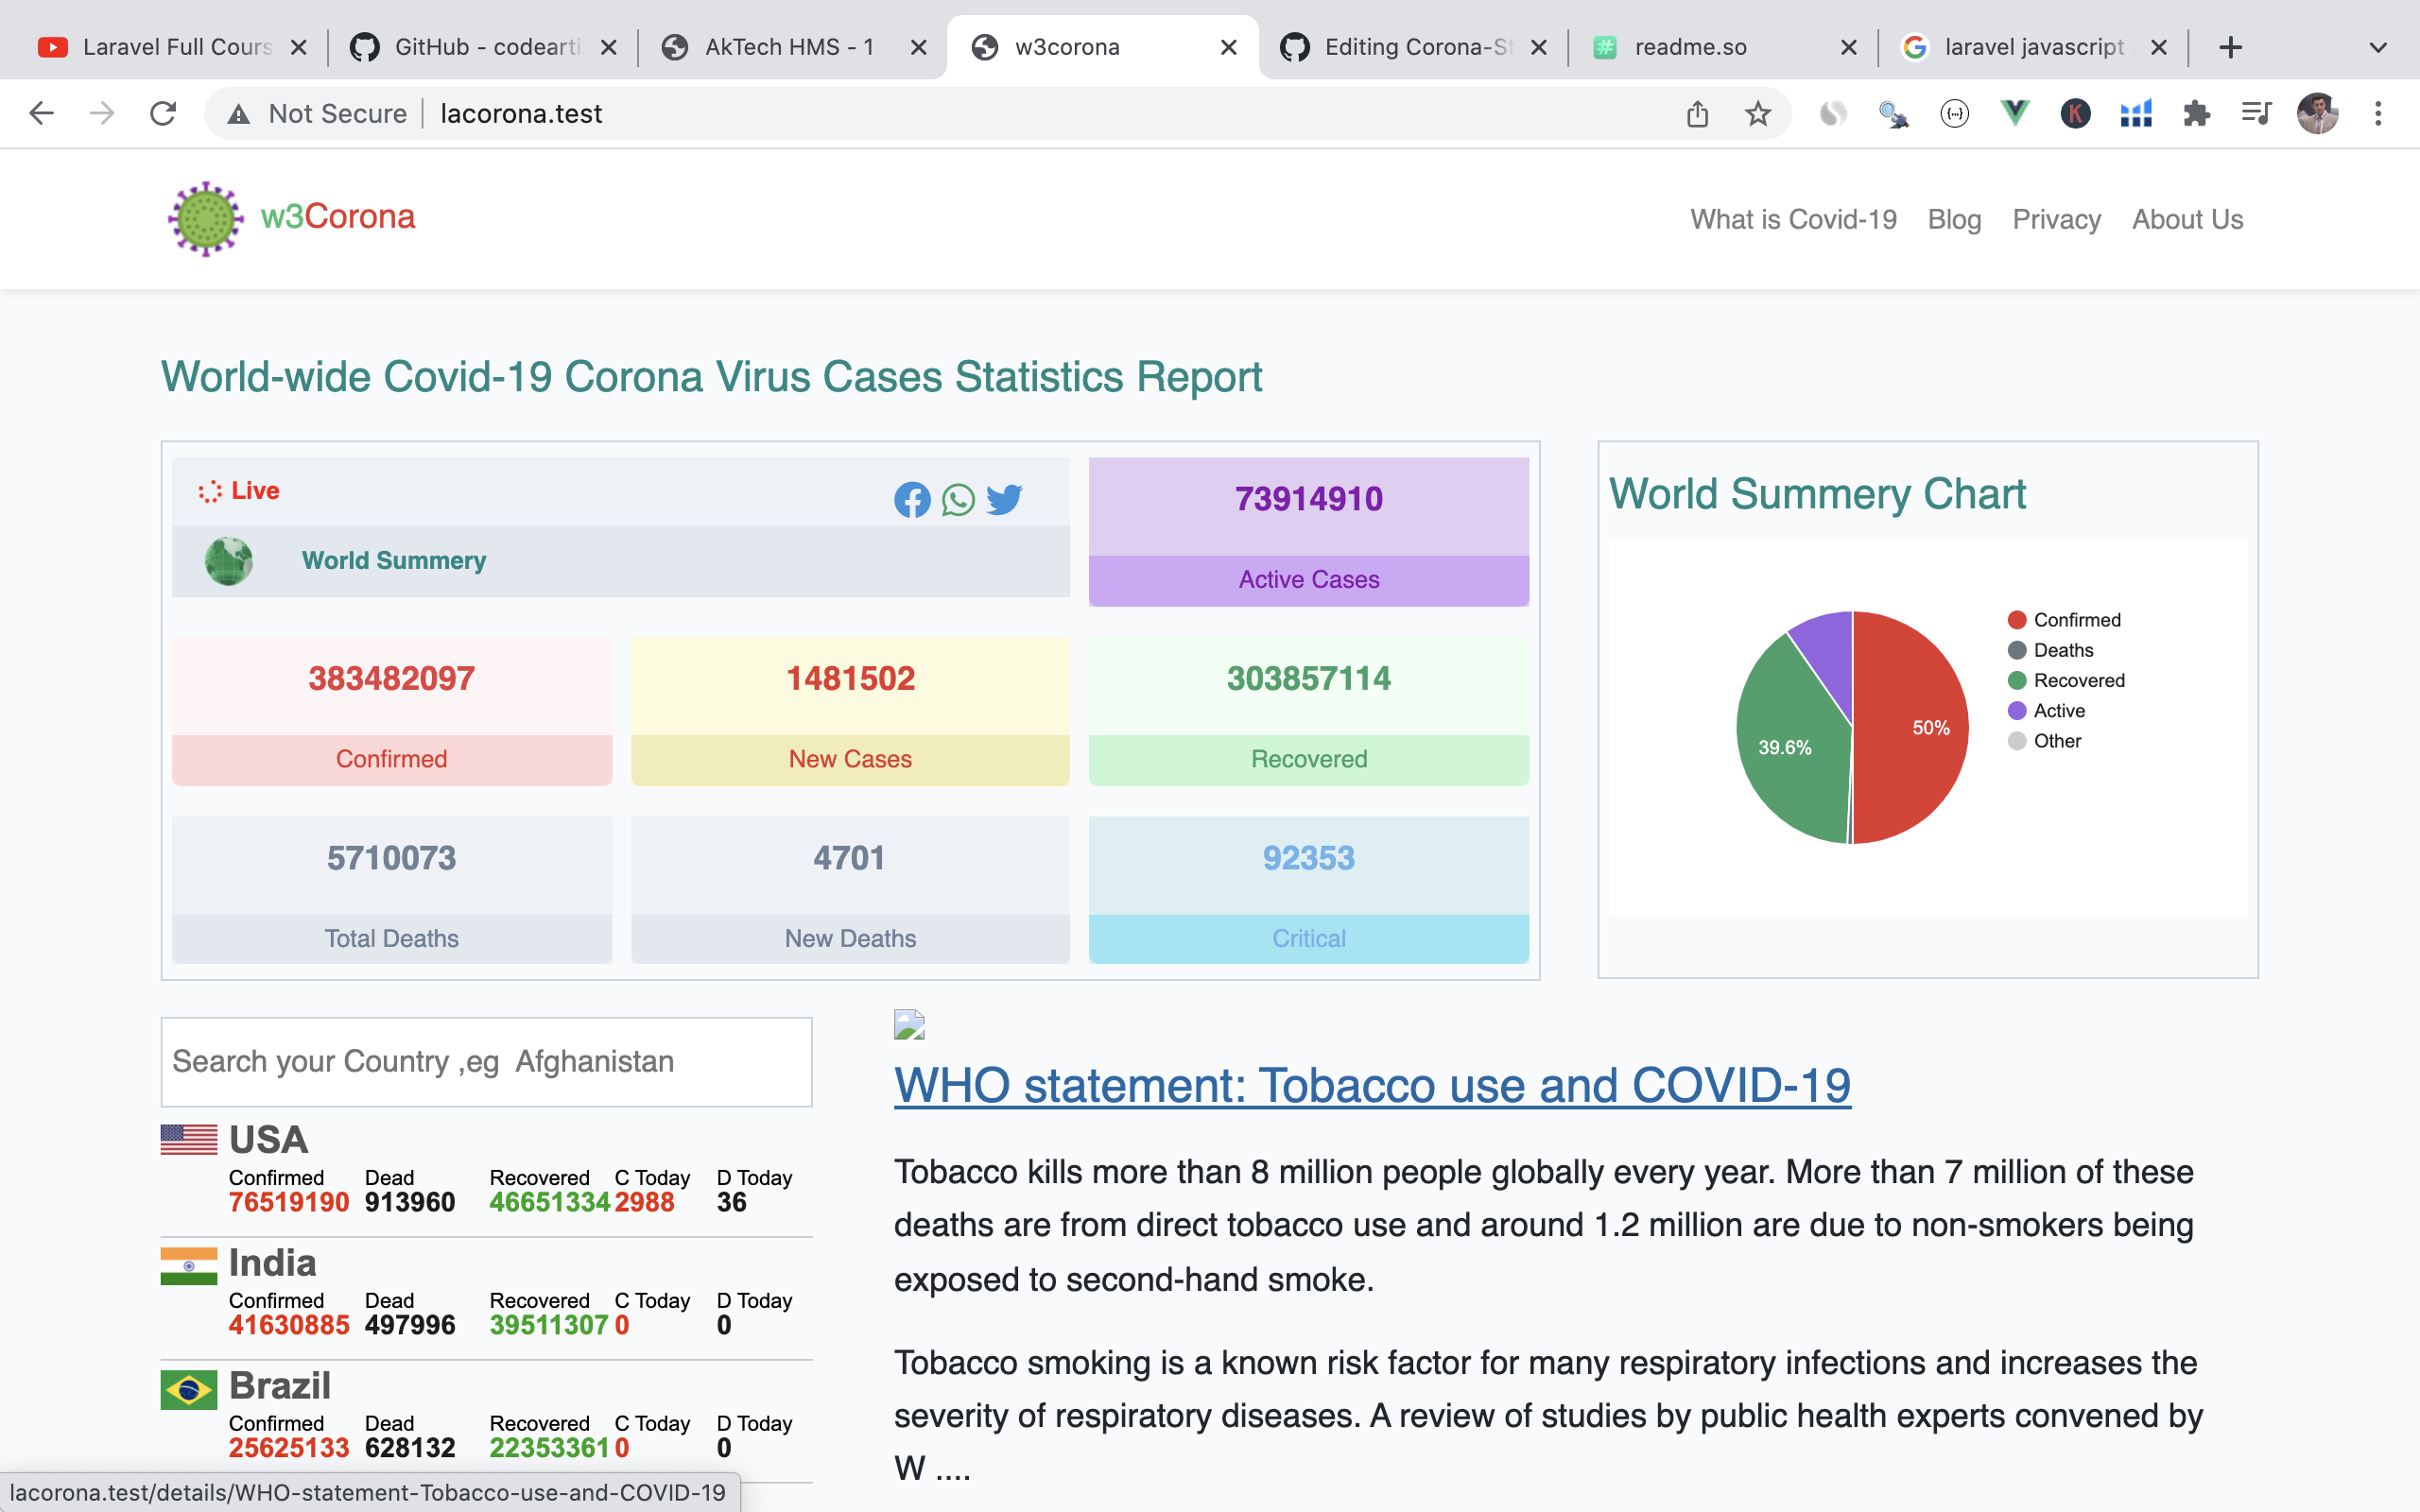 Laravel Full Cours
GitHub - codearti
AkTech HMS - 1
w3corona
Editing Corona-St
readme.so
laravel javascript
Not Secure lacorona.test
w3Corona
What is Covid-19 Blog Privacy About Us
World-wide Covid-19 Corona Virus Cases Statistics Report
Live
World Summery
73914910
Active Cases
383482097
Confirmed
1481502
New Cases
303857114
Recovered
5710073
Total Deaths
4701
New Deaths
92353
Critical
World Summery Chart
Confirmed
Deaths
Recovered
Active
Other
50%
39.6%
Search your Country ,eg Afghanistan
USA
Confirmed Dead Recovered C Today D Today
76519190 913960 46651334 2988 36
India
Confirmed Dead Recovered C Today D Today
41630885 497996 39511307 0 0
Brazil
Confirmed Dead Recovered C Today D Today
25625133 628132 22353361 0 0
WHO statement: Tobacco use and COVID-19
Tobacco kills more than 8 million people globally every year. More than 7 million of these
deaths are from direct tobacco use and around 1.2 million are due to non-smokers being
exposed to second-hand smoke.
Tobacco smoking is a known risk factor for many respiratory infections and increases the
severity of respiratory diseases. A review of studies by public health experts convened by
W ....
lacorona.test/details/WHO-statement-Tobacco-use-and-COVID-19